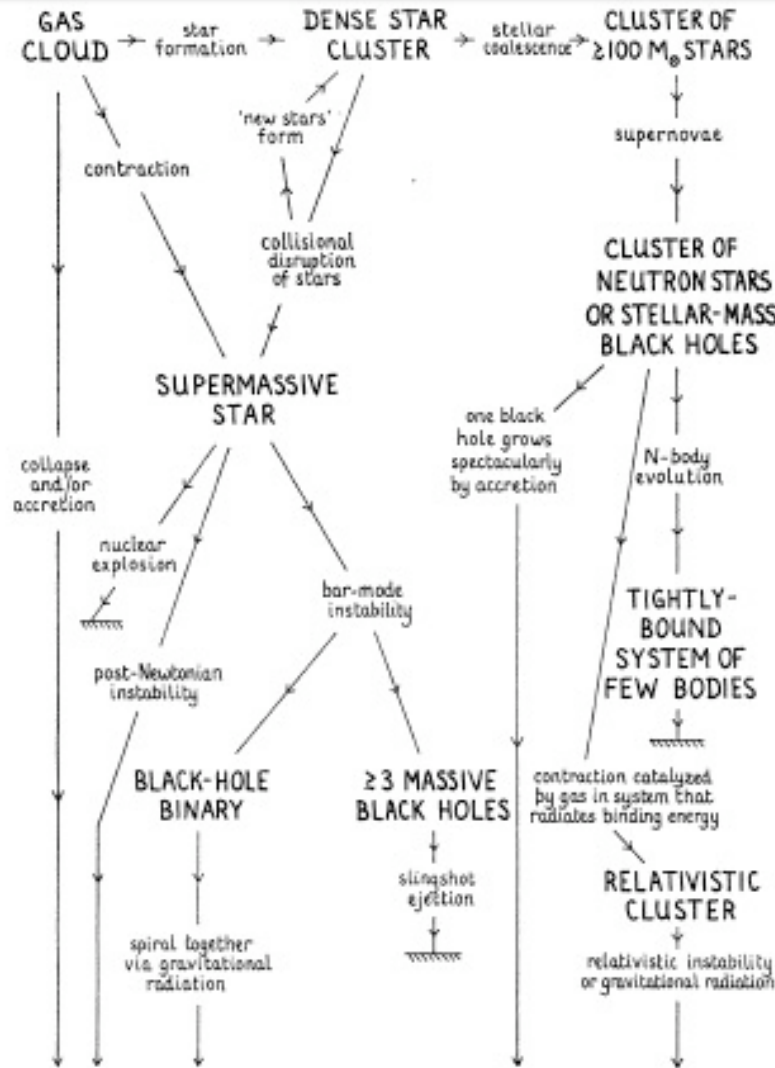 GAS
CLOUD
star
formation
DENSE STAR
CLUSTER
stellar
coalescence
CLUSTER OF
≥100 M⊙ STARS
'new stars'
form
supernovae
contraction
collisional
disruption
of stars
CLUSTER OF
NEUTRON STARS
OR STELLAR-MASS
BLACK HOLES
SUPERMASSIVE
STAR
one black
hole grows
spectacularly
by accretion
N-body
evolution
collapse
and/or
accretion
nuclear
explosion
bar-mode
instability
TIGHTLY-
BOUND
SYSTEM OF
FEW BODIES
post-Newtonian
instability
BLACK-HOLE
BINARY
≥3 MASSIVE
BLACK HOLES
contraction catalyzed
by gas in system that
radiates binding energy
slingshot
ejection
RELATIVISTIC
CLUSTER
spiral together
via gravitational
radiation
relativistic instability
or gravitational radiation